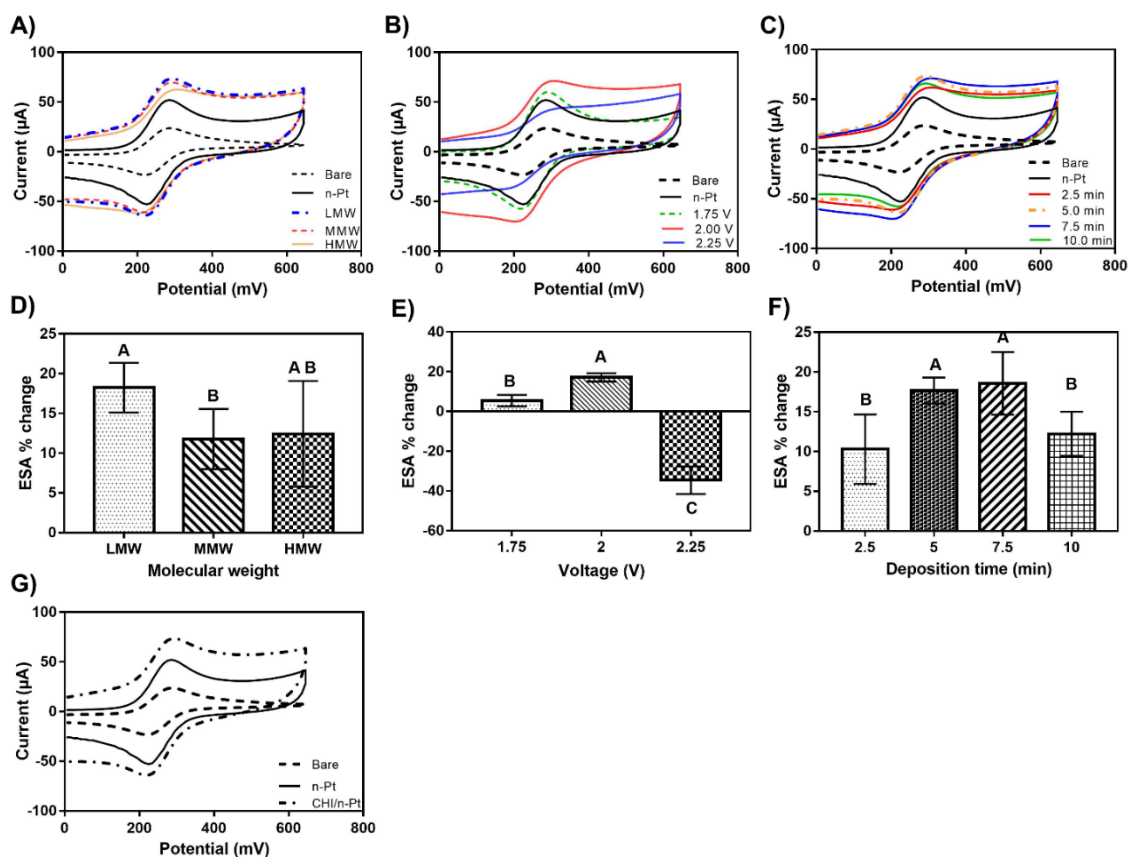 A)
100
50
0
-50
-100
Current (µA)
0 200 400 600 800
Potential (mV)
Bare
n-Pt
LMW
MMW
HMW
B)
100
50
0
-50
-100
Current (µA)
0 200 400 600 800
Potential (mV)
Bare
n-Pt
1.75 V
2.00 V
2.25 V
C)
100
50
0
-50
-100
Current (µA)
0 200 400 600 800
Potential (mV)
Bare
n-Pt
2.5 min
5.0 min
7.5 min
10.0 min
D)
25
20
15
10
5
0
ESA % change
A
B
A B
LMW MMW HMW
Molecular weight
E)
40
20
0
-20
-40
-60
ESA % change
B
A
C
1.75 2 2.25
Voltage (V)
F)
25
20
15
10
5
0
ESA % change
B
A
A
B
2.5 5 7.5 10
Deposition time (min)
G)
100
50
0
-50
-100
Current (µA)
0 200 400 600 800
Potential (mV)
Bare
n-Pt
CHI/n-Pt